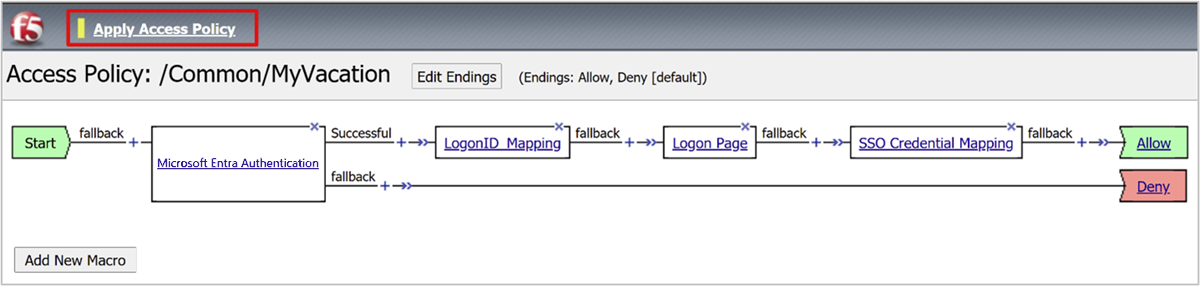 f5
Apply Access Policy
Access Policy: /Common/MyVacation Edit Endings (Endings: Allow, Deny [default])
Start fallback + Microsoft Entra Authentication Successful + LogonID_Mapping fallback + Logon Page fallback + SSO Credential Mapping fallback + Allow
fallback + Deny
Add New Macro